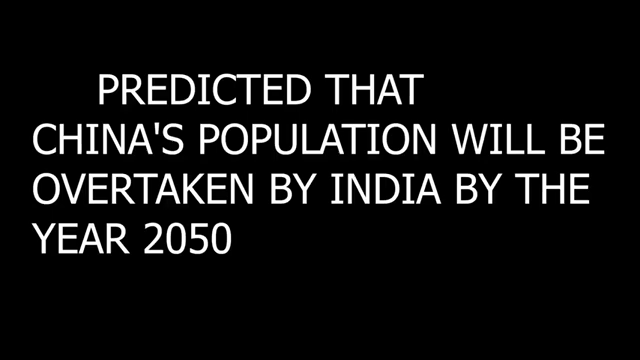 PREDICTED THAT
CHINA'S POPULATION WILL BE
OVERTAKEN BY INDIA BY THE
YEAR 2050